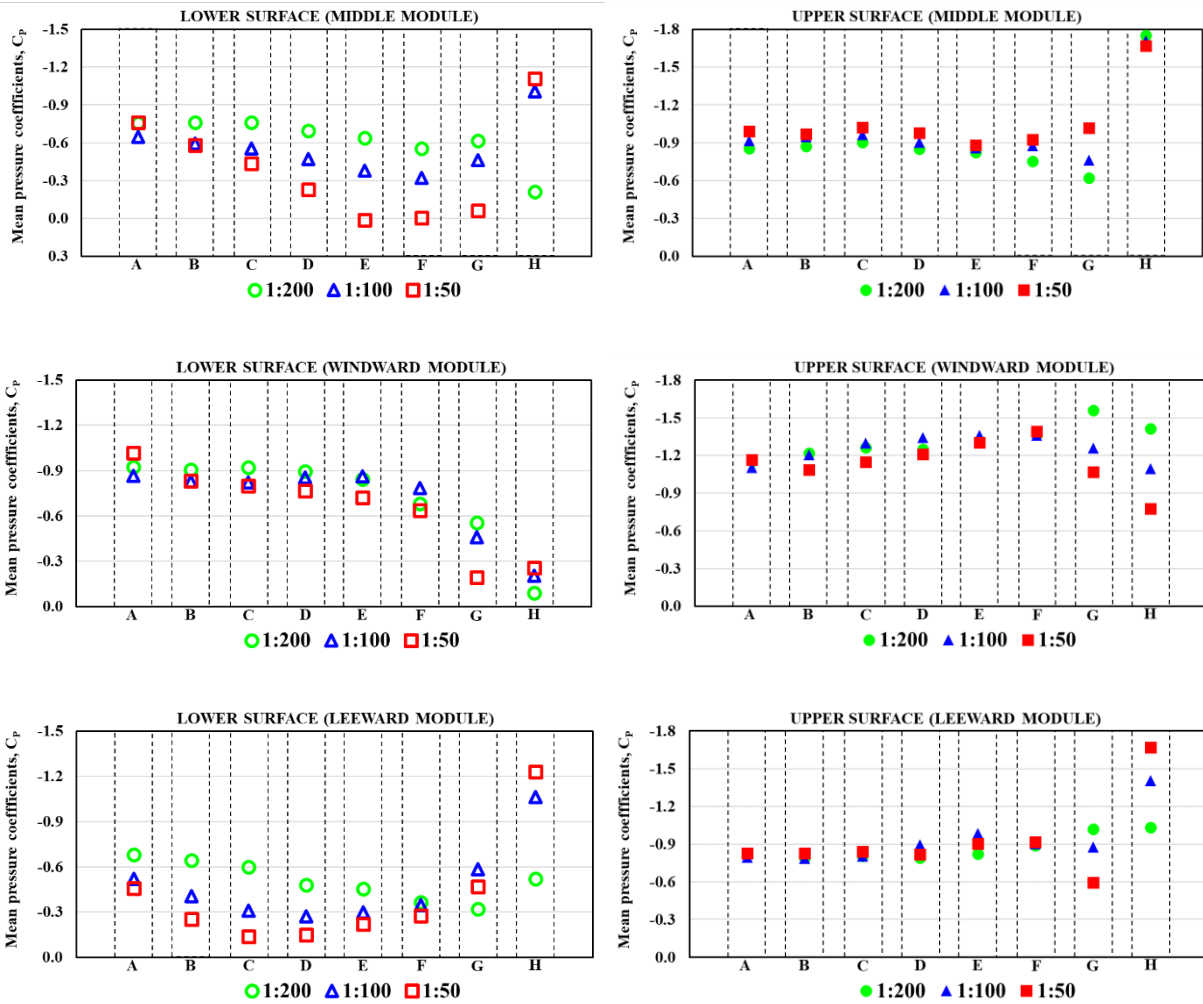 LOWER SURFACE (MIDDLE MODULE)
Mean pressure coeffficients, CP
-1.5
-1.2
-0.9
-0.6
-0.3
0.0
0.3
A B C D E F G H
1:200 1:100 1:50
UPPER SURFACE (MIDDLE MODULE)
Mean pressure coeffficients, CP
-1.8
-1.5
-1.2
-0.9
-0.6
-0.3
0.0
A B C D E F G H
1:200 1:100 1:50
LOWER SURFACE (WINDWARD MODULE)
Mean pressure coeffficients, CP
-1.5
-1.2
-0.9
-0.6
-0.3
0.0
A B C D E F G H
1:200 1:100 1:50
UPPER SURFACE (WINDWARD MODULE)
Mean pressure coeffficients, CP
-1.8
-1.5
-1.2
-0.9
-0.6
-0.3
0.0
A B C D E F G H
1:200 1:100 1:50
LOWER SURFACE (LEEWARD MODULE)
Mean pressure coeffficients, CP
-1.5
-1.2
-0.9
-0.6
-0.3
0.0
A B C D E F G H
1:200 1:100 1:50
UPPER SURFACE (LEEWARD MODULE)
Mean pressure coeffficients, CP
-1.8
-1.5
-1.2
-0.9
-0.6
-0.3
0.0
A B C D E F G H
1:200 1:100 1:50